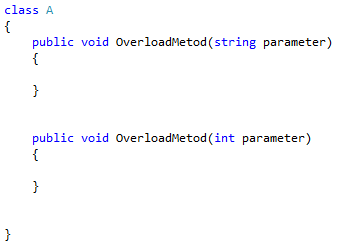 class A
{
public void OverloadMetod(string parameter)
{
}
public void OverloadMetod(int parameter)
{
}
}